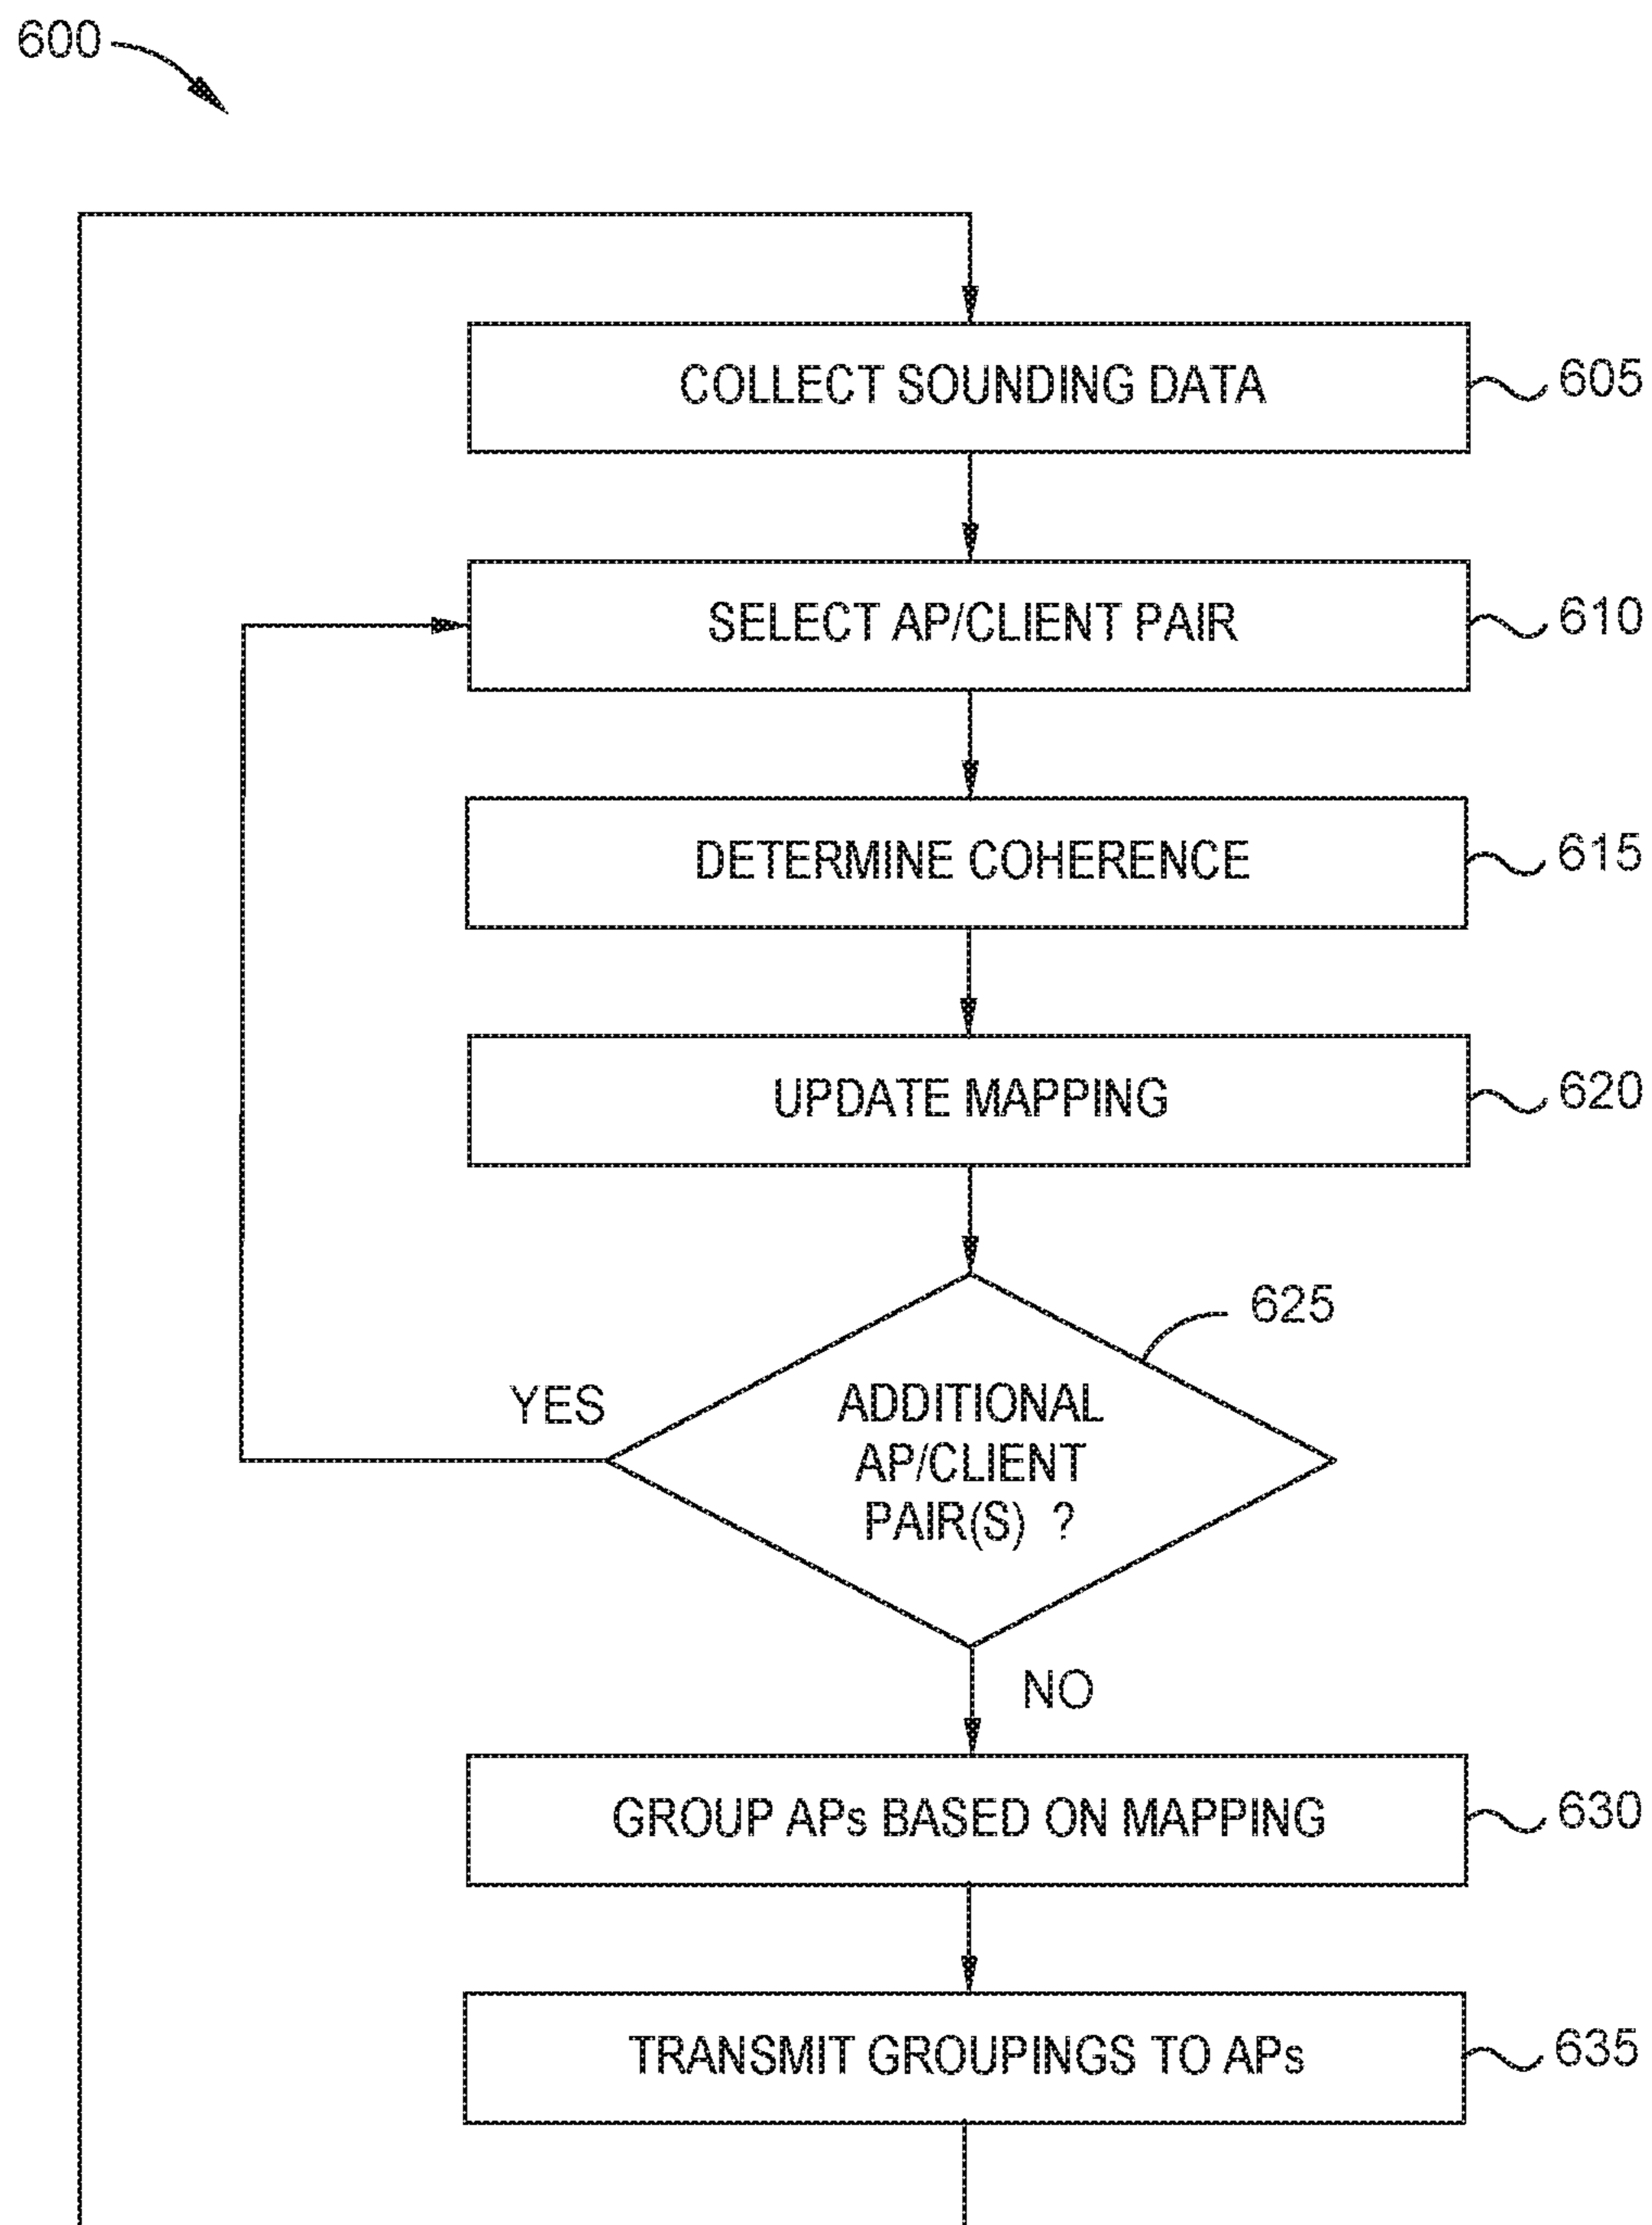 600
COLLECT SOUNDING DATA
605
SELECT AP/CLIENT PAIR
610
DETERMINE COHERENCE
615
UPDATE MAPPING
620
625
YES
ADDITIONAL
AP/CLIENT
PAIR(S) ?
NO
GROUP APs BASED ON MAPPING
630
TRANSMIT GROUPINGS TO APs
635